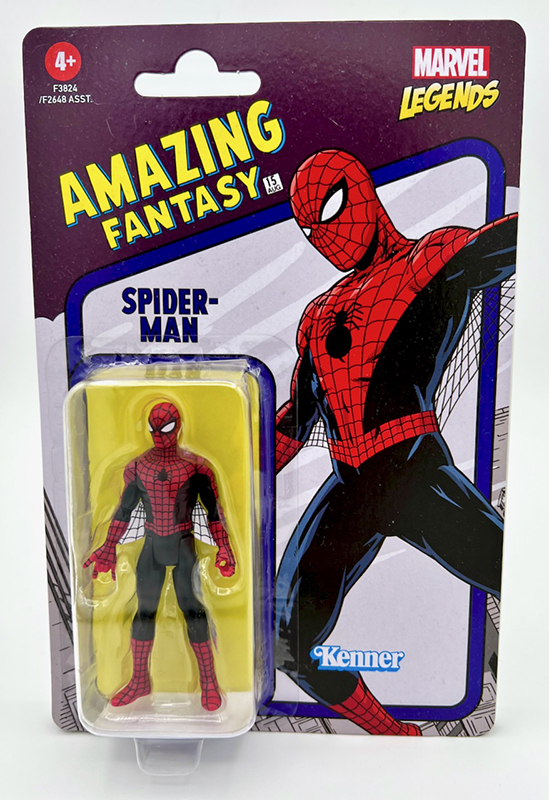 4+
F3824
/F2648 ASST.
MARVEL
LEGENDS
AMAZING
FANTASY
15
AUG.
SPIDER-
MAN
Kenner